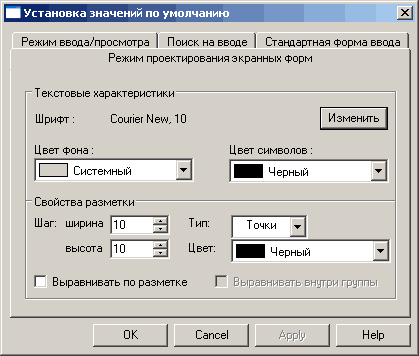 Установка значений по умолчанию
Режим ввода/просмотра Поиск на вводе Стандартная форма ввода
Режим проектирования экранных форм
Текстовые характеристики
Шрифт : Courier New, 10 Изменить
Цвет фона : Цвет символов :
Системный Черный
Свойства разметки
Шаг: ширина 10 Тип: Точки
высота 10 Цвет: Черный
Выравнивать по разметке Выравнивать внутри группы
OK Cancel Apply Help